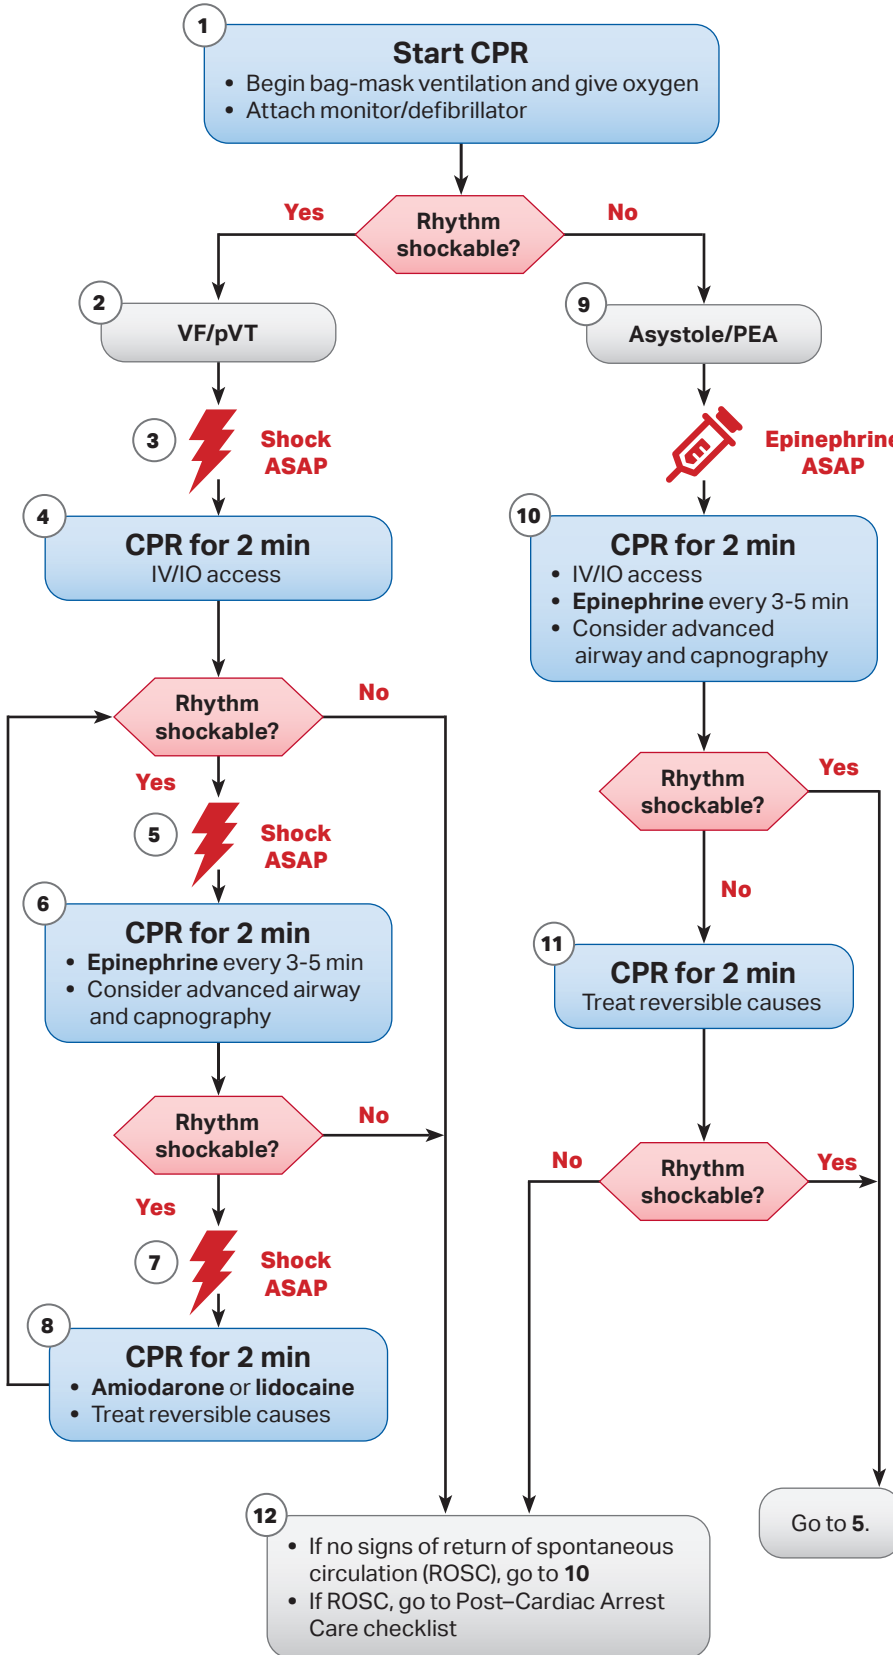 1
Start CPR
• Begin bag-mask ventilation and give oxygen
• Attach monitor/defibrillator
Yes
Rhythm
shockable?
No
2
VF/pVT
3
Shock
ASAP
4
CPR for 2 min
IV/IO access
Rhythm
shockable?
No
Yes
5
Shock
ASAP
6
CPR for 2 min
• Epinephrine every 3-5 min
• Consider advanced airway
and capnography
Rhythm
shockable?
No
Yes
7
Shock
ASAP
8
CPR for 2 min
• Amiodarone or lidocaine
• Treat reversible causes
9
Asystole/PEA
Epinephrine
ASAP
10
CPR for 2 min
• IV/IO access
• Epinephrine every 3-5 min
• Consider advanced
airway and capnography
Rhythm
shockable?
Yes
No
11
CPR for 2 min
Treat reversible causes
No
Rhythm
shockable?
Yes
12
• If no signs of return of spontaneous
circulation (ROSC), go to 10
• If ROSC, go to Post–Cardiac Arrest
Care checklist
Go to 5.